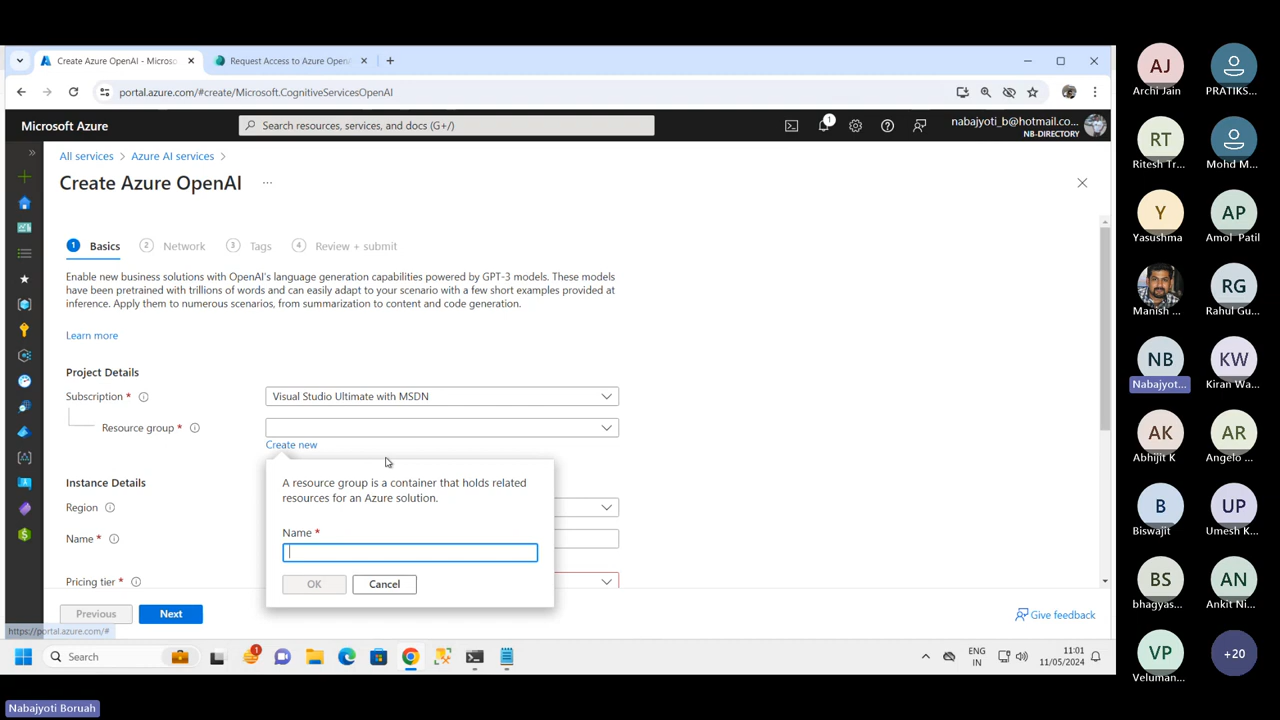 Create Azure OpenAI - Microso
Request Access to Azure OpenA
portal.azure.com/#create/Microsoft.CognitiveServicesOpenAI
Microsoft Azure
Search resources, services, and docs (G+/)
1
nabajyoti_b@hotmail.co...
NB-DIRECTORY
All services > Azure AI services >
Create Azure OpenAI ...
1 Basics 2 Network 3 Tags 4 Review + submit
Enable new business solutions with OpenAI's language generation capabilities powered by GPT-3 models. These models
have been pretrained with trillions of words and can easily adapt to your scenario with a few short examples provided at
inference. Apply them to numerous scenarios, from summarization to content and code generation.
Learn more
Project Details
Subscription * Visual Studio Ultimate with MSDN
Resource group *
Create new
A resource group is a container that holds related
resources for an Azure solution.
Name *
OK Cancel
Instance Details
Region
Name *
Pricing tier *
Previous Next
Give feedback
https://portal.azure.com/#
Search
1
ENG
IN
11:01
11/05/2024
AJ
Archi Jain
PRATIKS...
RT
Ritesh Tr...
Mohd M...
Y
Yasushma
AP
Amol Patil
Manish ...
RG
Rahul Gu...
NB
Nabajyoti...
KW
Kiran Wa...
AK
Abhijit K
AR
Angelo ...
B
Biswajit
UP
Umesh K...
BS
bhagyas...
AN
Ankit Ni...
VP
Veluman...
+20
Nabajyoti Boruah